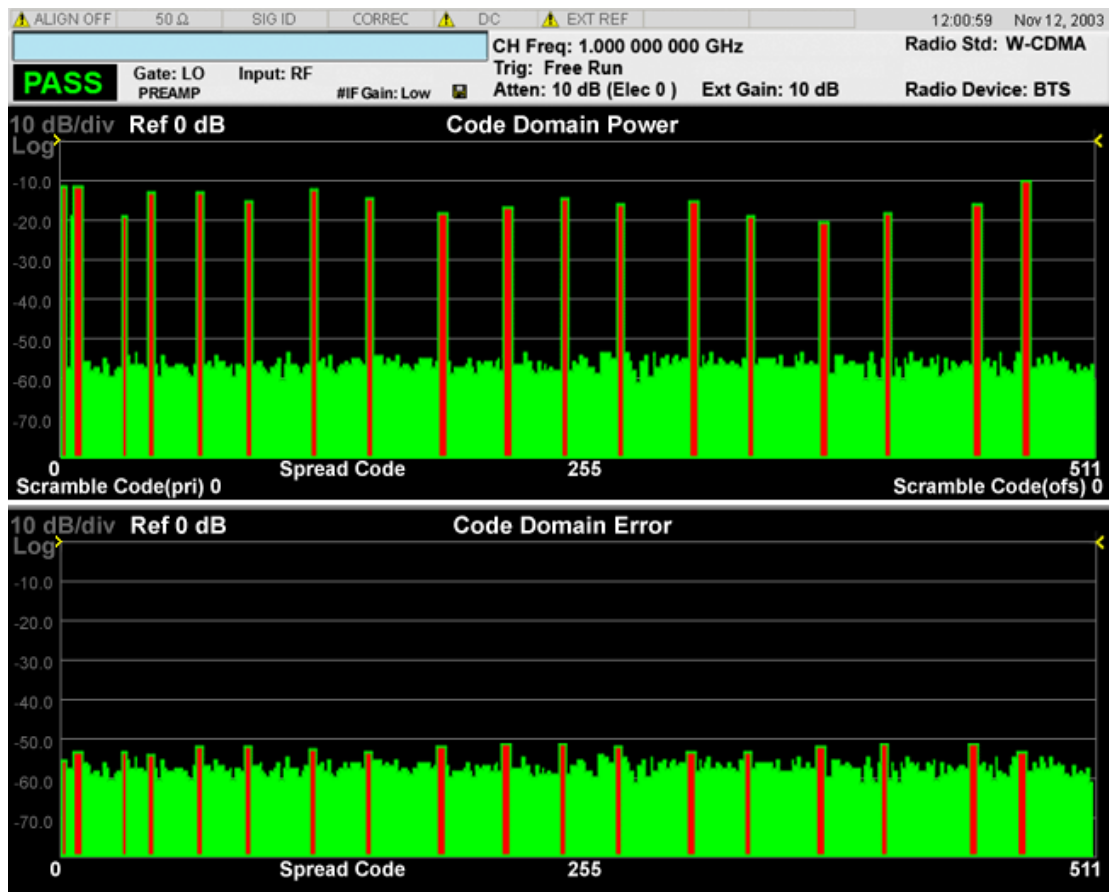 ALIGN OFF 50 Ω SIG ID CORREC DC EXT REF 12:00:59 Nov 12, 2003
CH Freq: 1.000 000 000 GHz Radio Std: W-CDMA
PASS Gate: LO Input: RF Trig: Free Run
PREAMP #IF Gain: Low Atten: 10 dB (Elec 0 ) Ext Gain: 10 dB Radio Device: BTS
10 dB/div Ref 0 dB Code Domain Power
Log
-10.0
-20.0
-30.0
-40.0
-50.0
-60.0
-70.0
0 Spread Code 255 511
Scramble Code(pri) 0 Scramble Code(ofs) 0
10 dB/div Ref 0 dB Code Domain Error
Log
-10.0
-20.0
-30.0
-40.0
-50.0
-60.0
-70.0
0 Spread Code 255 511